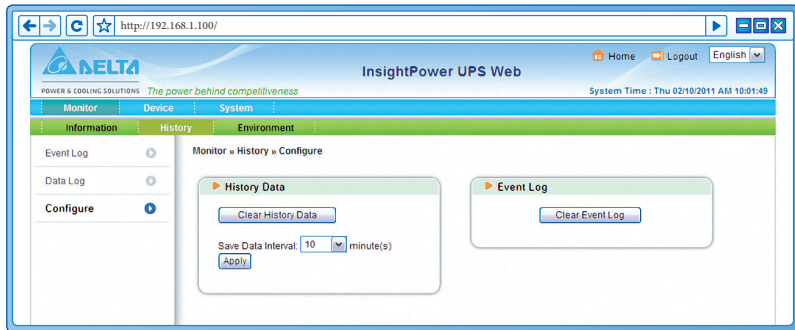 http://192.168.1.100/
DELTA
POWER & COOLING SOLUTIONS
The power behind competitiveness
InsightPower UPS Web
Home
Logout
English
System Time : Thu 02/10/2011 AM 10:01:49
Monitor
Device
System
Information
History
Environment
Event Log
Data Log
Configure
Monitor » History » Configure
History Data
Clear History Data
Save Data Interval: 10 minute(s)
Apply
Event Log
Clear Event Log